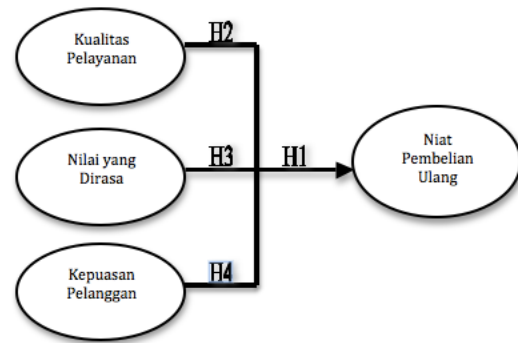 Kualitas
Pelayanan
H2
Nilai yang
Dirasa
H3
H1
Niat
Pembelian
Ulang
Kepuasan
Pelanggan
H4